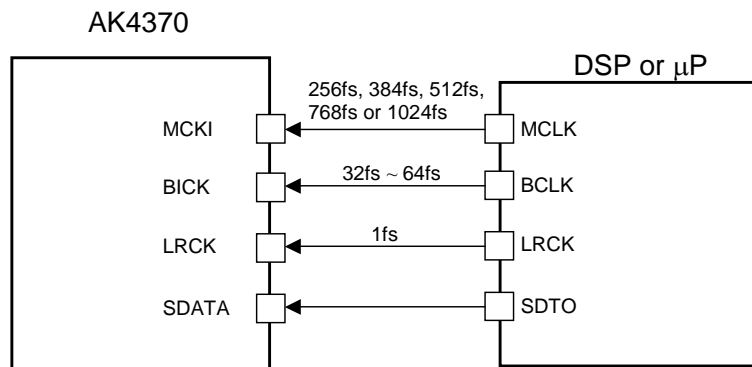 AK4370
DSP or μP
256fs, 384fs, 512fs,
768fs or 1024fs
MCKI
MCLK
32fs ~ 64fs
BICK
BCLK
1fs
LRCK
LRCK
SDATA
SDTO